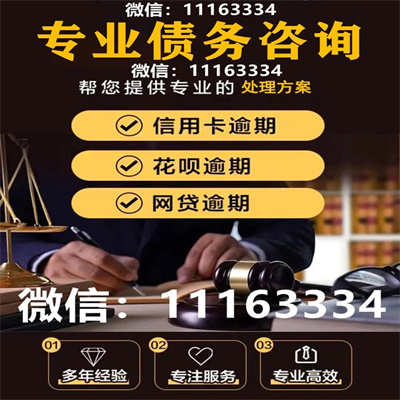 微信：11163334
专业债务咨询
微信：11163334
帮您提供专业的 处理方案
信用卡逾期
花呗逾期
网贷逾期
微信：11163334
01 02 03
多年经验 专注服务 专业高效